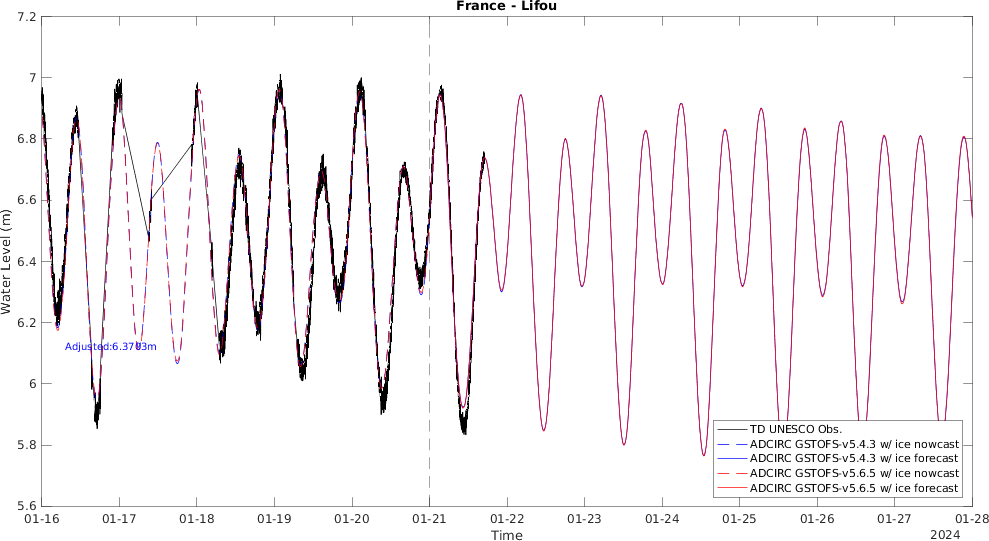 France - Lifou
7.2
7
6.8
6.6
6.4
6.2
6
5.8
5.6
Water Level (m)
TD UNESCO Obs.
ADCIRC GSTOFS-v5.4.3 w/ ice nowcast
ADCIRC GSTOFS-v5.4.3 w/ ice forecast
ADCIRC GSTOFS-v5.6.5 w/ ice nowcast
ADCIRC GSTOFS-v5.6.5 w/ ice forecast
01-16 01-17 01-18 01-19 01-20 01-21 01-22 01-23 01-24 01-25 01-26 01-27 01-28
Time
2024